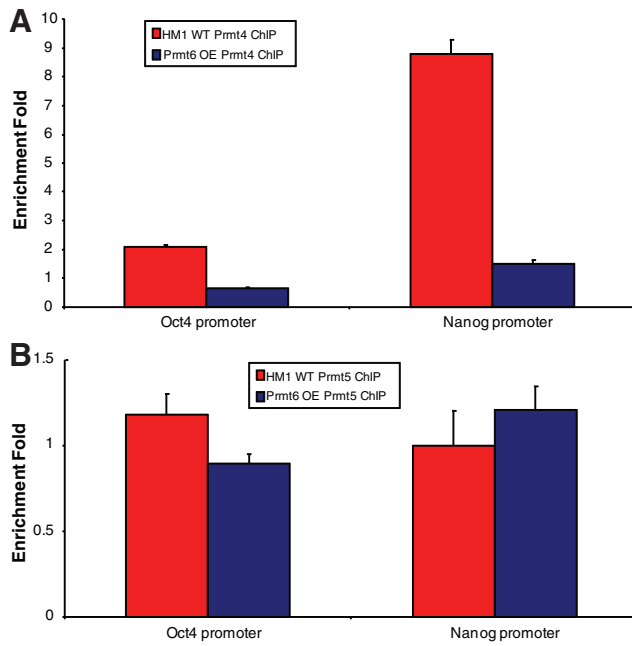 A
HM1 WT Prmt4 ChIP
Prmt6 OE Prmt4 ChIP
Enrichment Fold
10
9
8
7
6
5
4
3
2
1
0
Oct4 promoter
Nanog promoter
B
HM1 WT Prmt5 ChIP
Prmt6 OE Prmt5 ChIP
Enrichment Fold
1.5
1
0.5
0
Oct4 promoter
Nanog promoter